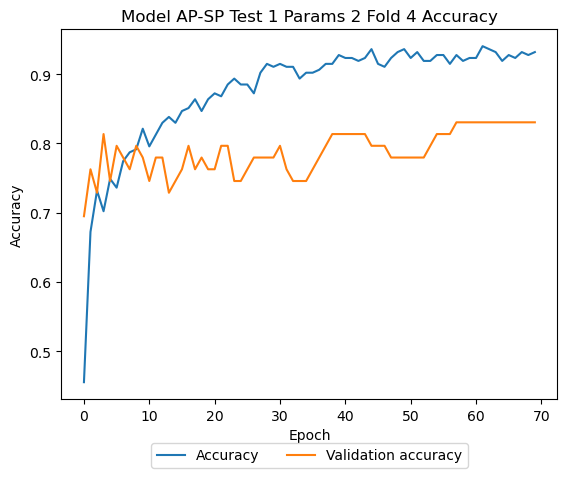 Model AP-SP Test 1 Params 2 Fold 4 Accuracy
Accuracy
0.9
0.8
0.7
0.6
0.5
0 10 20 30 40 50 60 70
Epoch
Accuracy Validation accuracy